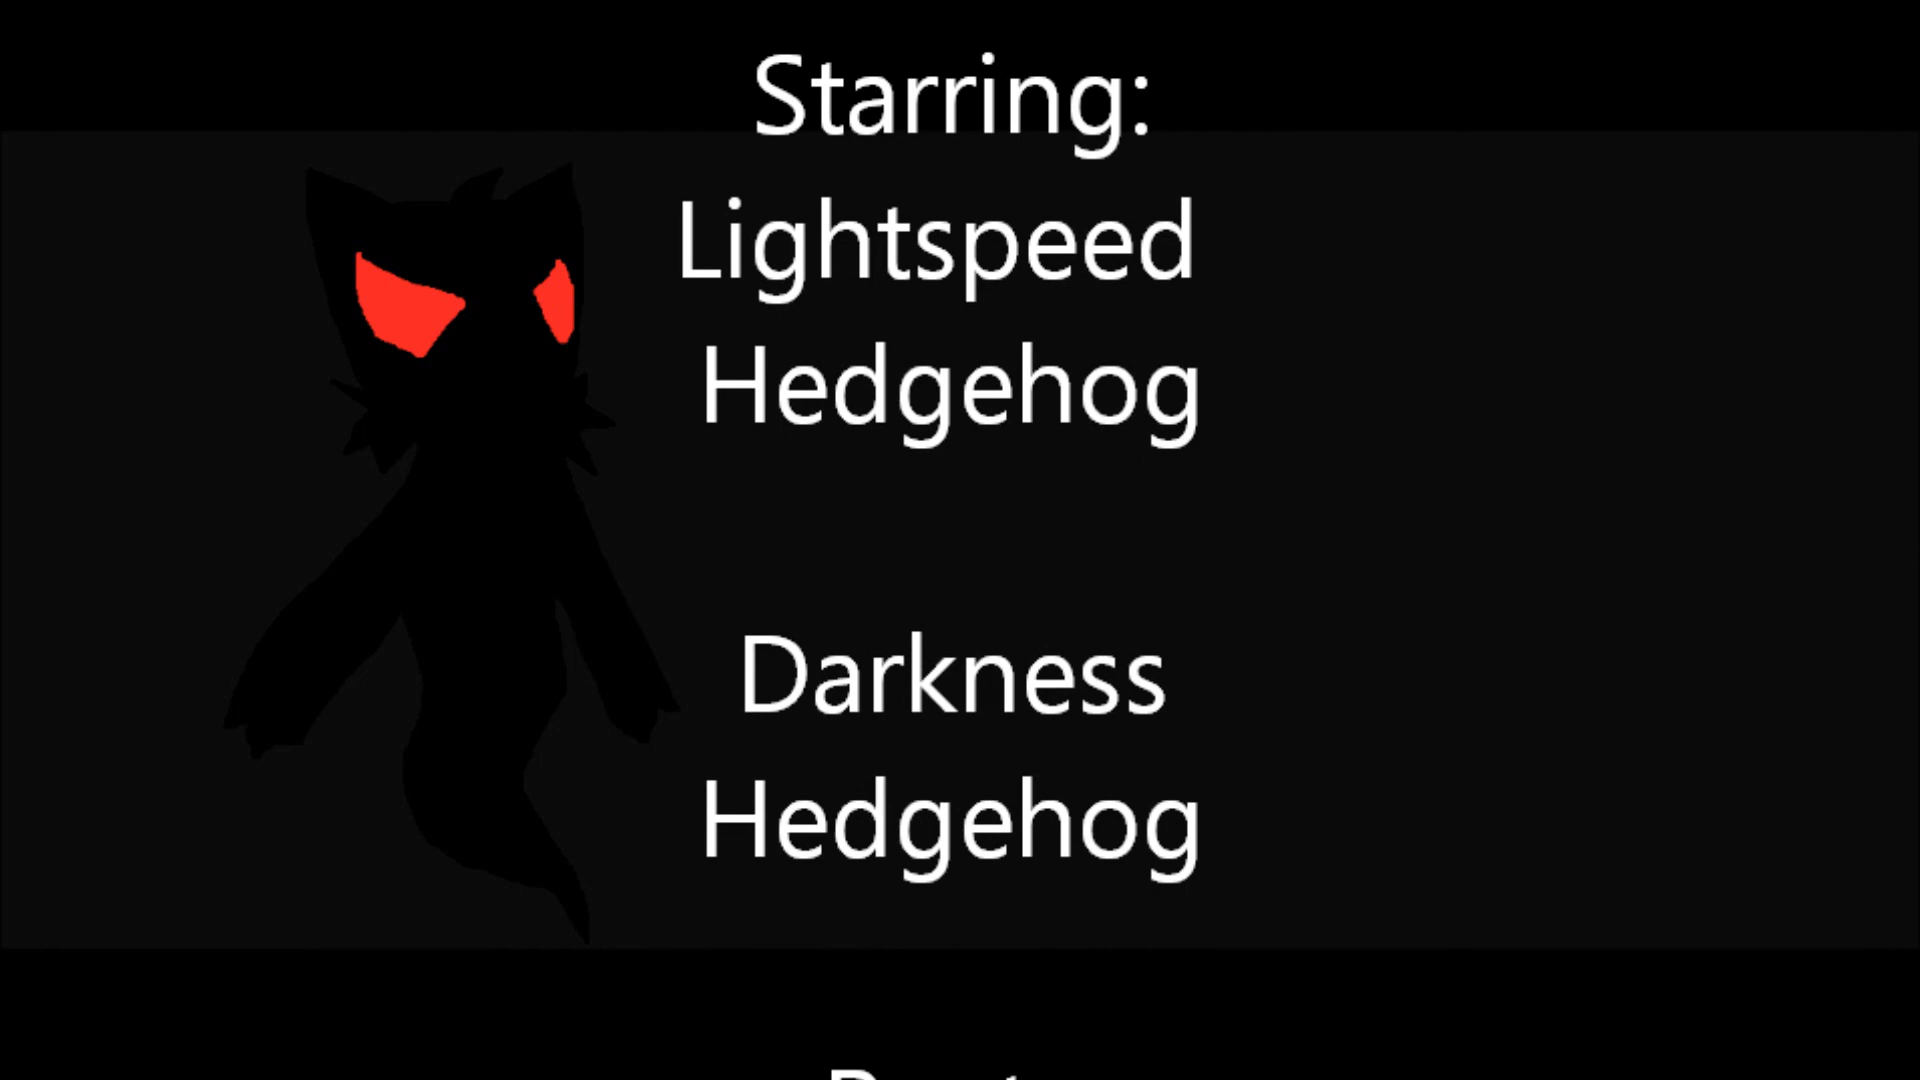 Starring:
Lightspeed
Hedgehog
Darkness
Hedgehog